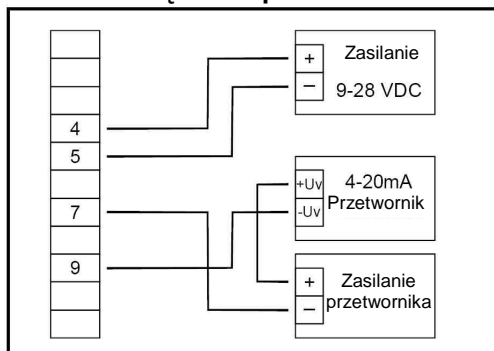 4
5
7
9
+ Zasilanie
− 9-28 VDC
+Uv 4-20mA
-Uv Przetwornik
+ Zasilanie
− przetwornika